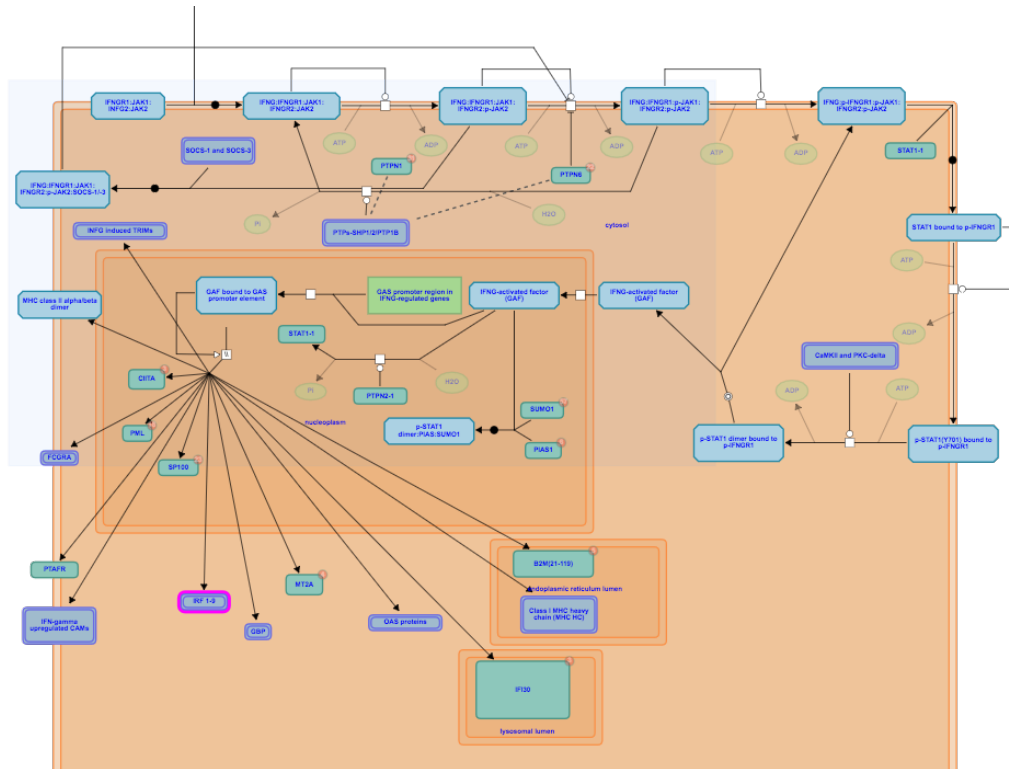 IFNGR1:JAK1:
INFG2:JAK2
IFNG:IFNGR1:JAK1:
IFNGR2:JAK2
IFNG:IFNGR1:JAK1:
IFNGR2:p-JAK2
IFNG:IFNGR1:p-JAK1:
IFNGR2:p-JAK2
IFNG:p-IFNGR1:p-JAK1:
IFNGR2:p-JAK2
ATP
ADP
ATP
ADP
ATP
ADP
SOCS-1 and SOCS-3
PTPN1
PTPN6
STAT1-1
IFNG:IFNGR1:JAK1:
IFNGR2:p-JAK2:SOCS-1/-3
Pi
H2O
INFG induced TRIMs
PTPs-SHP1/2/PTP1B
cytosol
STAT1 bound to p-IFNGR1
ATP
MHC class II alpha/beta
dimer
GAF bound to GAS
promoter element
GAS promoter region in
IFNG-regulated genes
IFNG-activated factor
(GAF)
IFNG-activated factor
(GAF)
STAT1-1
ADP
CaMKII and PKC-delta
CIITA
Pi
PTPN2-1
H2O
ADP
ATP
PML
nucleoplasm
SUMO1
p-STAT1
dimer:PIAS:SUMO1
PIAS1
p-STAT1 dimer bound to
p-IFNGR1
p-STAT1(Y701) bound to
p-IFNGR1
FCGRA
SP100
PTAFR
B2M(21-119)
MT2A
endoplasmic reticulum lumen
IRF 1-9
IFN-gamma
upregulated CAMs
GBP
OAS proteins
Class I MHC heavy
chain (MHC HC)
IFI30
lysosomal lumen